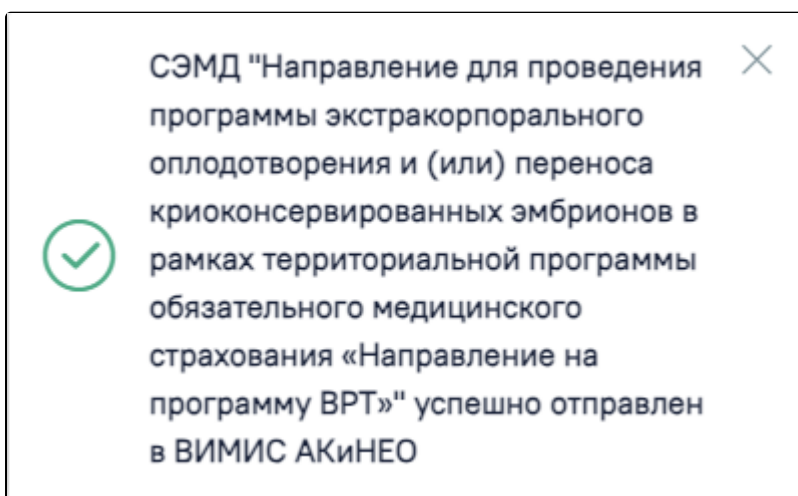 СЭМД "Направление для проведения
программы экстракорпорального
оплодотворения и (или) переноса
криоконсервированных эмбрионов в
рамках территориальной программы
обязательного медицинского
страхования «Направление на
программу ВРТ»" успешно отправлен
в ВИМИС АКиНЕО